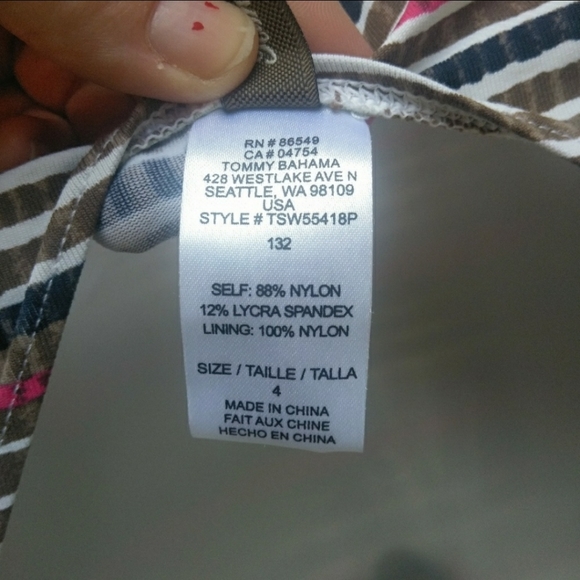 RN # 86549
CA # 04754
TOMMY BAHAMA
428 WESTLAKE AVE N
SEATTLE, WA 98109
USA
STYLE # TSW55418P
132
SELF: 88% NYLON
12% LYCRA SPANDEX
LINING: 100% NYLON
SIZE / TAILLE / TALLA
4
MADE IN CHINA
FAIT AUX CHINE
HECHO EN CHINA